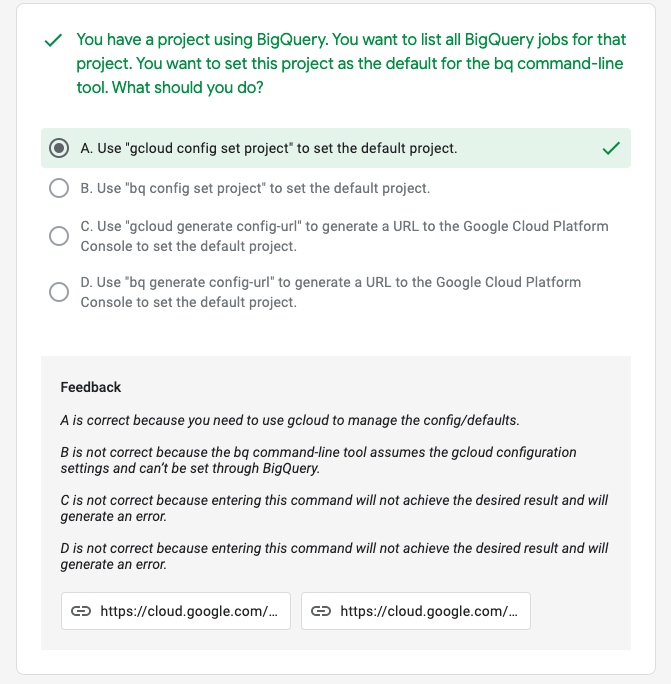 You have a project using BigQuery. You want to list all BigQuery jobs for that
project. You want to set this project as the default for the bq command-line
tool. What should you do?
A. Use "gcloud config set project" to set the default project.
B. Use "bq config set project" to set the default project.
C. Use "gcloud generate config-url" to generate a URL to the Google Cloud Platform
Console to set the default project.
D. Use "bq generate config-url" to generate a URL to the Google Cloud Platform
Console to set the default project.
Feedback
A is correct because you need to use gcloud to manage the config/defaults.
B is not correct because the bq command-line tool assumes the gcloud configuration
settings and can't be set through BigQuery.
C is not correct because entering this command will not achieve the desired result and will
generate an error.
D is not correct because entering this command will not achieve the desired result and will
generate an error.
https://cloud.google.com/...
https://cloud.google.com/...